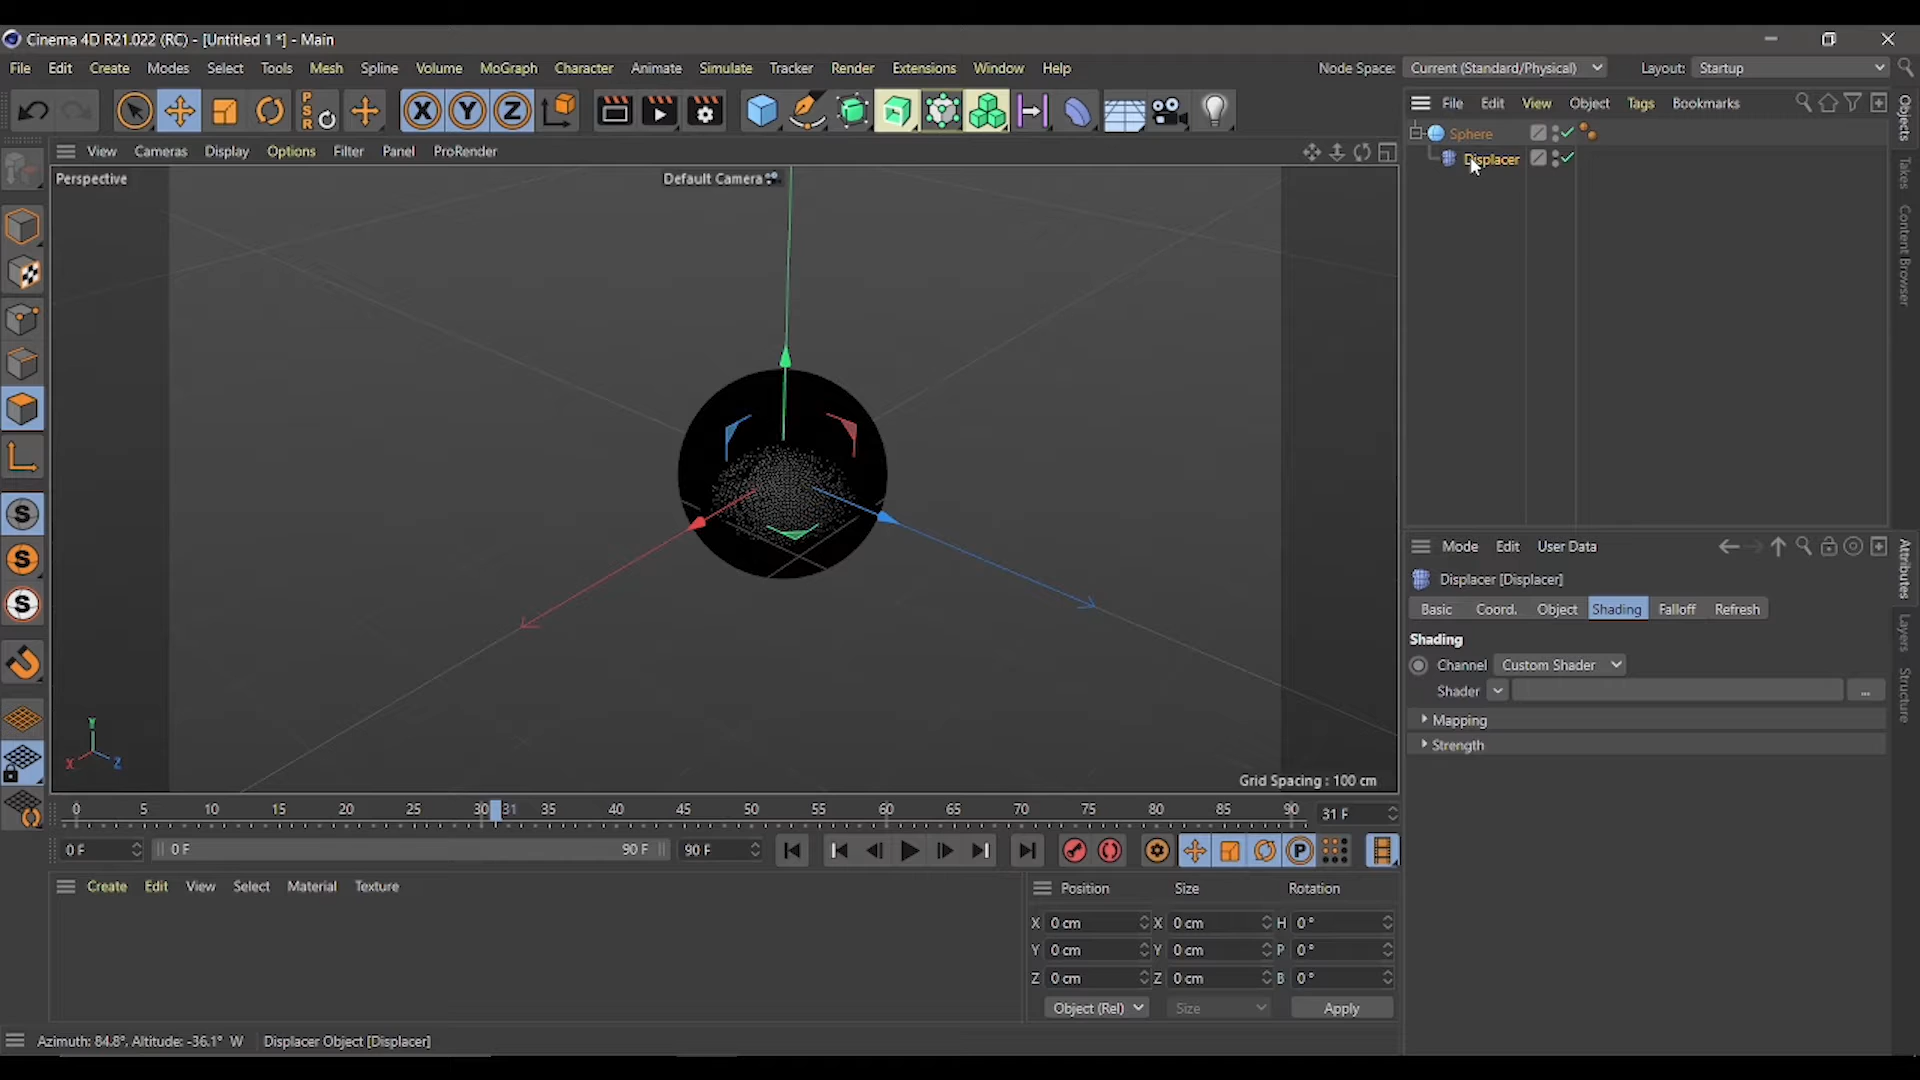 Cinema 4D R21.022 (RC) - [Untitled 1 *] - Main
File Edit Create Modes Select Tools Mesh Spline Volume MoGraph Character Animate Simulate Tracker Render Extensions Window Help Node Space: Current (Standard/Physical) Layout: Startup
P S R X Y Z
File Edit View Object Tags Bookmarks
View Cameras Display Options Filter Panel ProRender
Perspective Default Camera
Sphere
Displacer
Objects
Takes
Content Browser
S
S
S
Y
X Z
Grid Spacing : 100 cm
Mode Edit User Data
Displacer [Displacer]
Basic Coord. Object Shading Falloff Refresh
Shading
Channel Custom Shader
Shader ...
Mapping
Strength
Attributes
Layers
Structure
0 5 10 15 20 25 30 31 35 40 45 50 55 60 65 70 75 80 85 90 31 F
0 F 0 F 90 F 90 F P
Create Edit View Select Material Texture
Position Size Rotation
X 0 cm X 0 cm H 0 °
Y 0 cm Y 0 cm P 0 °
Z 0 cm Z 0 cm B 0 °
Object (Rel) Size Apply
Azimuth: 84.8°, Altitude: -36.1° W Displacer Object [Displacer]